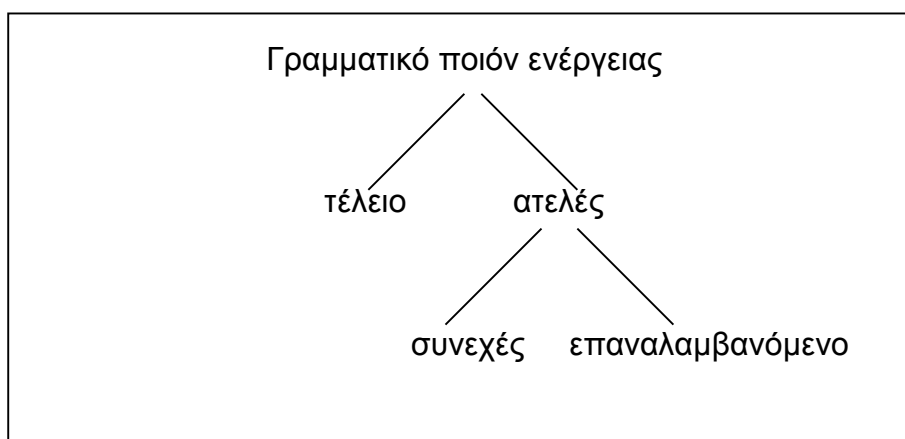 Γραμματικό ποιόν ενέργειας
τέλειο ατελές
συνεχές επαναλαμβανόμενο